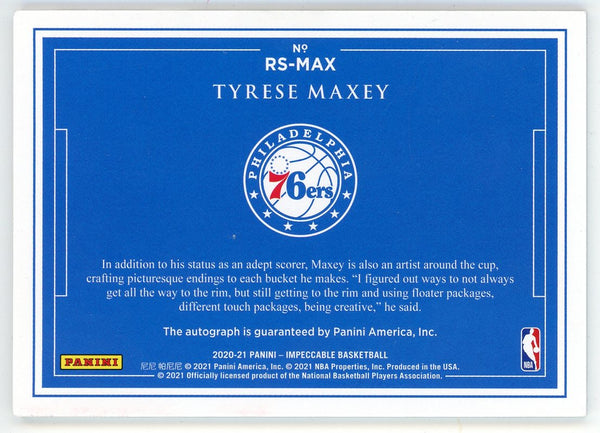 Nº
RS-MAX
TYRESE MAXEY
PHILADELPHIA
76ers
In addition to his status as an adept scorer, Maxey is also an artist around the cup,
crafting picturesque endings to each bucket he makes. “I figured out ways to not always
get all the way to the rim, but still getting to the rim and using floater packages,
different touch packages, being creative,” he said.
The autograph is guaranteed by Panini America, Inc.
2020-21 PANINI – IMPECCABLE BASKETBALL
PANINI
尼尼 帕尼尼 © 2021 Panini America, Inc. © 2021 NBA Properties, Inc. Produced in the USA.
© 2021 Officially licensed product of the National Basketball Players Association.
NBA